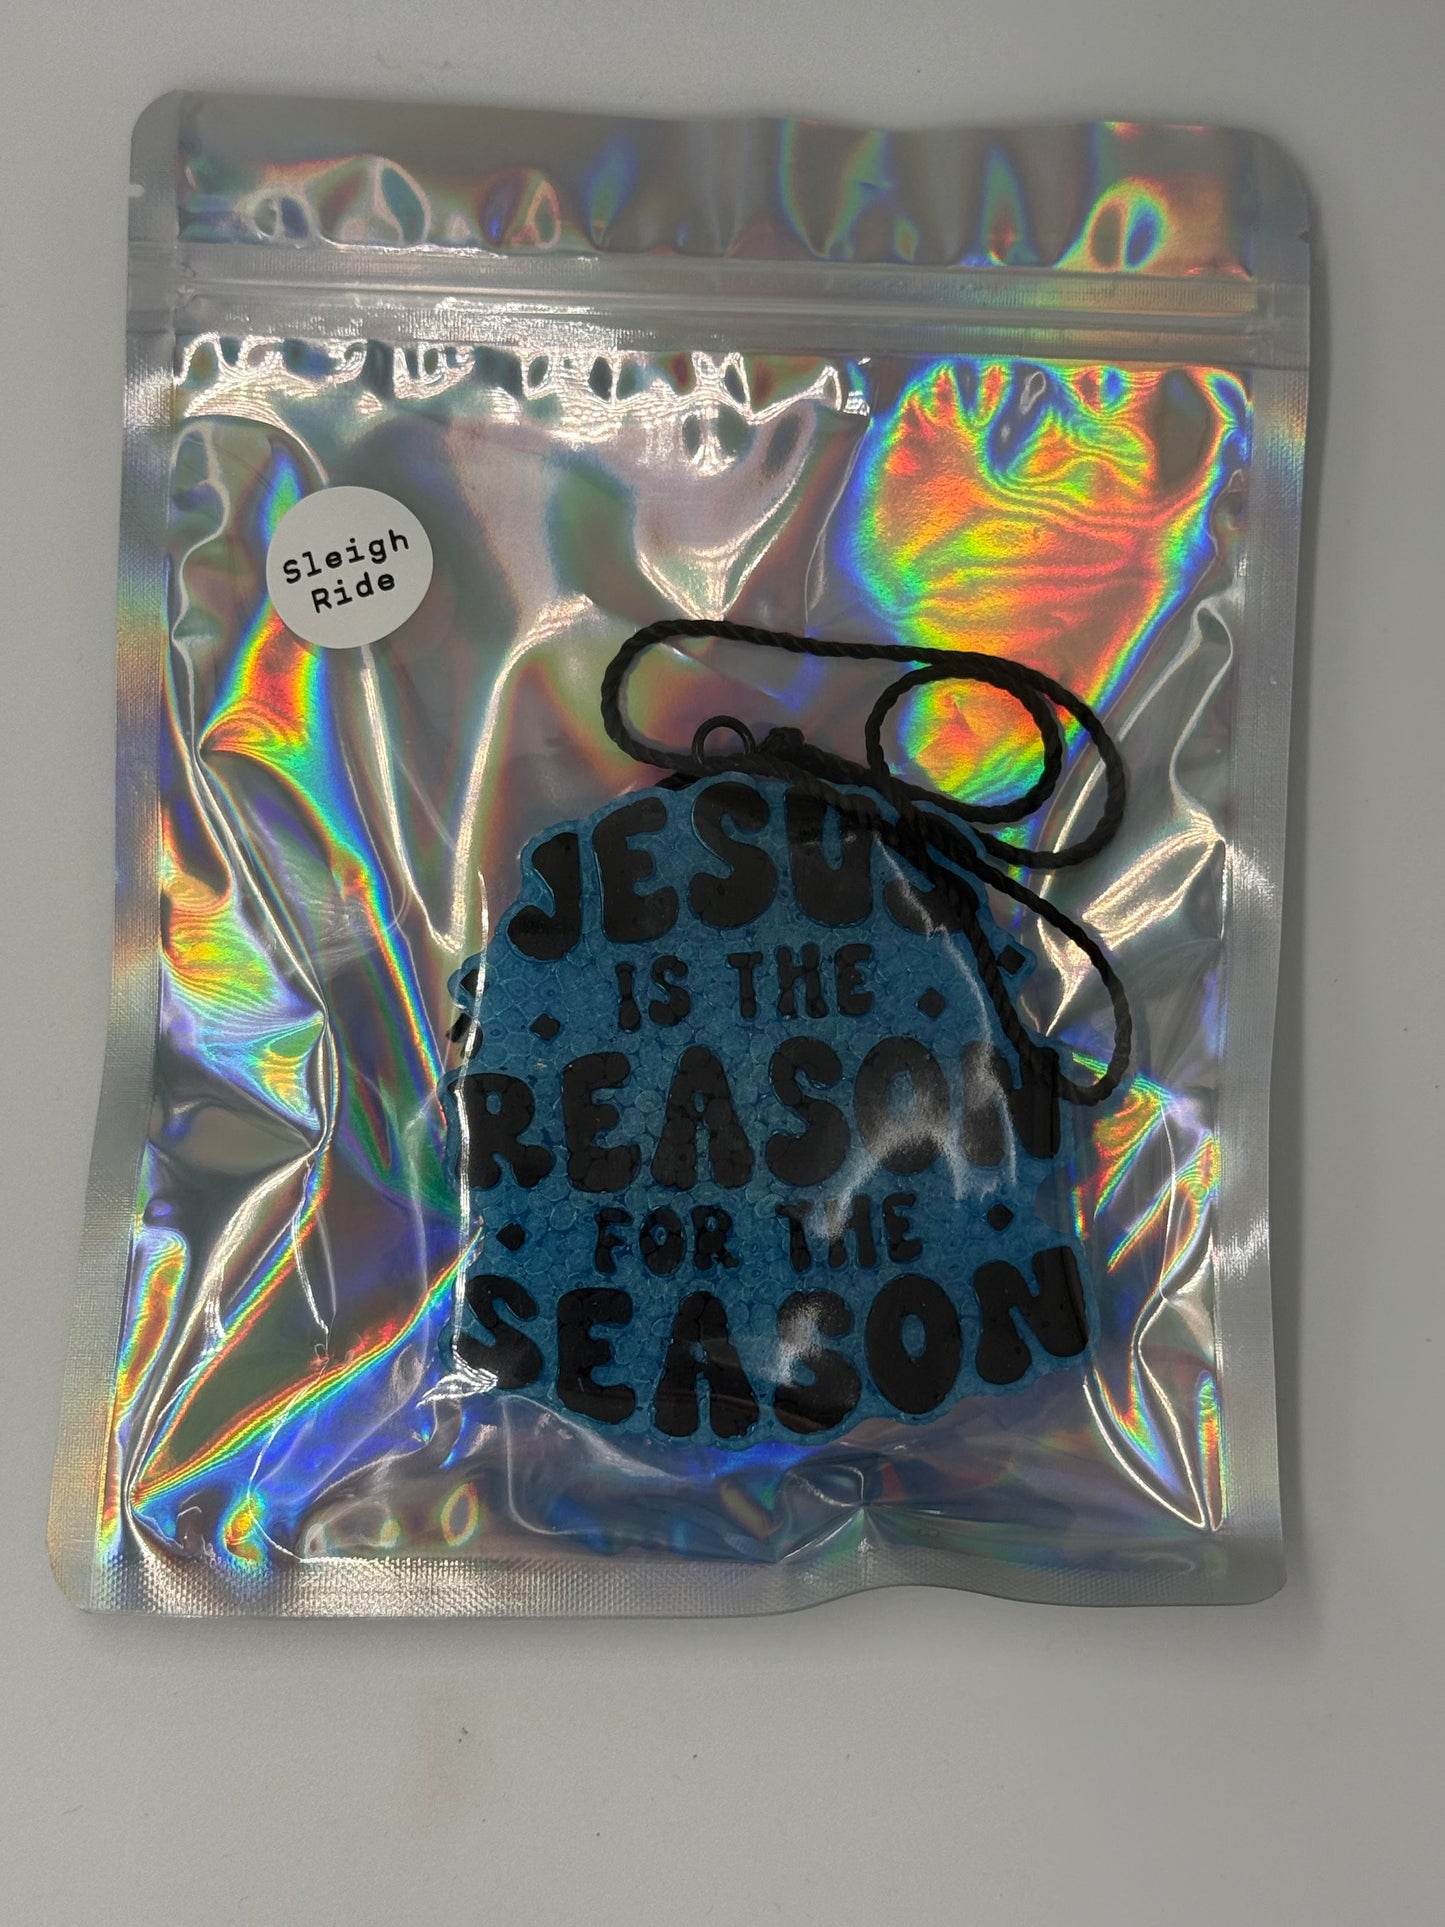 Sleigh
Ride
JESUS
IS THE
REASON
FOR THE
SEASON